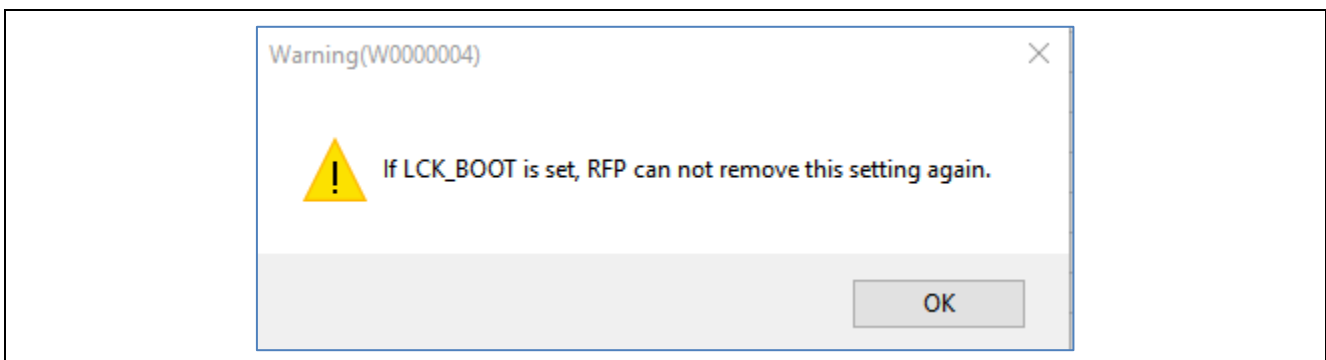 Warning(W0000004)
If LCK_BOOT is set, RFP can not remove this setting again.
OK